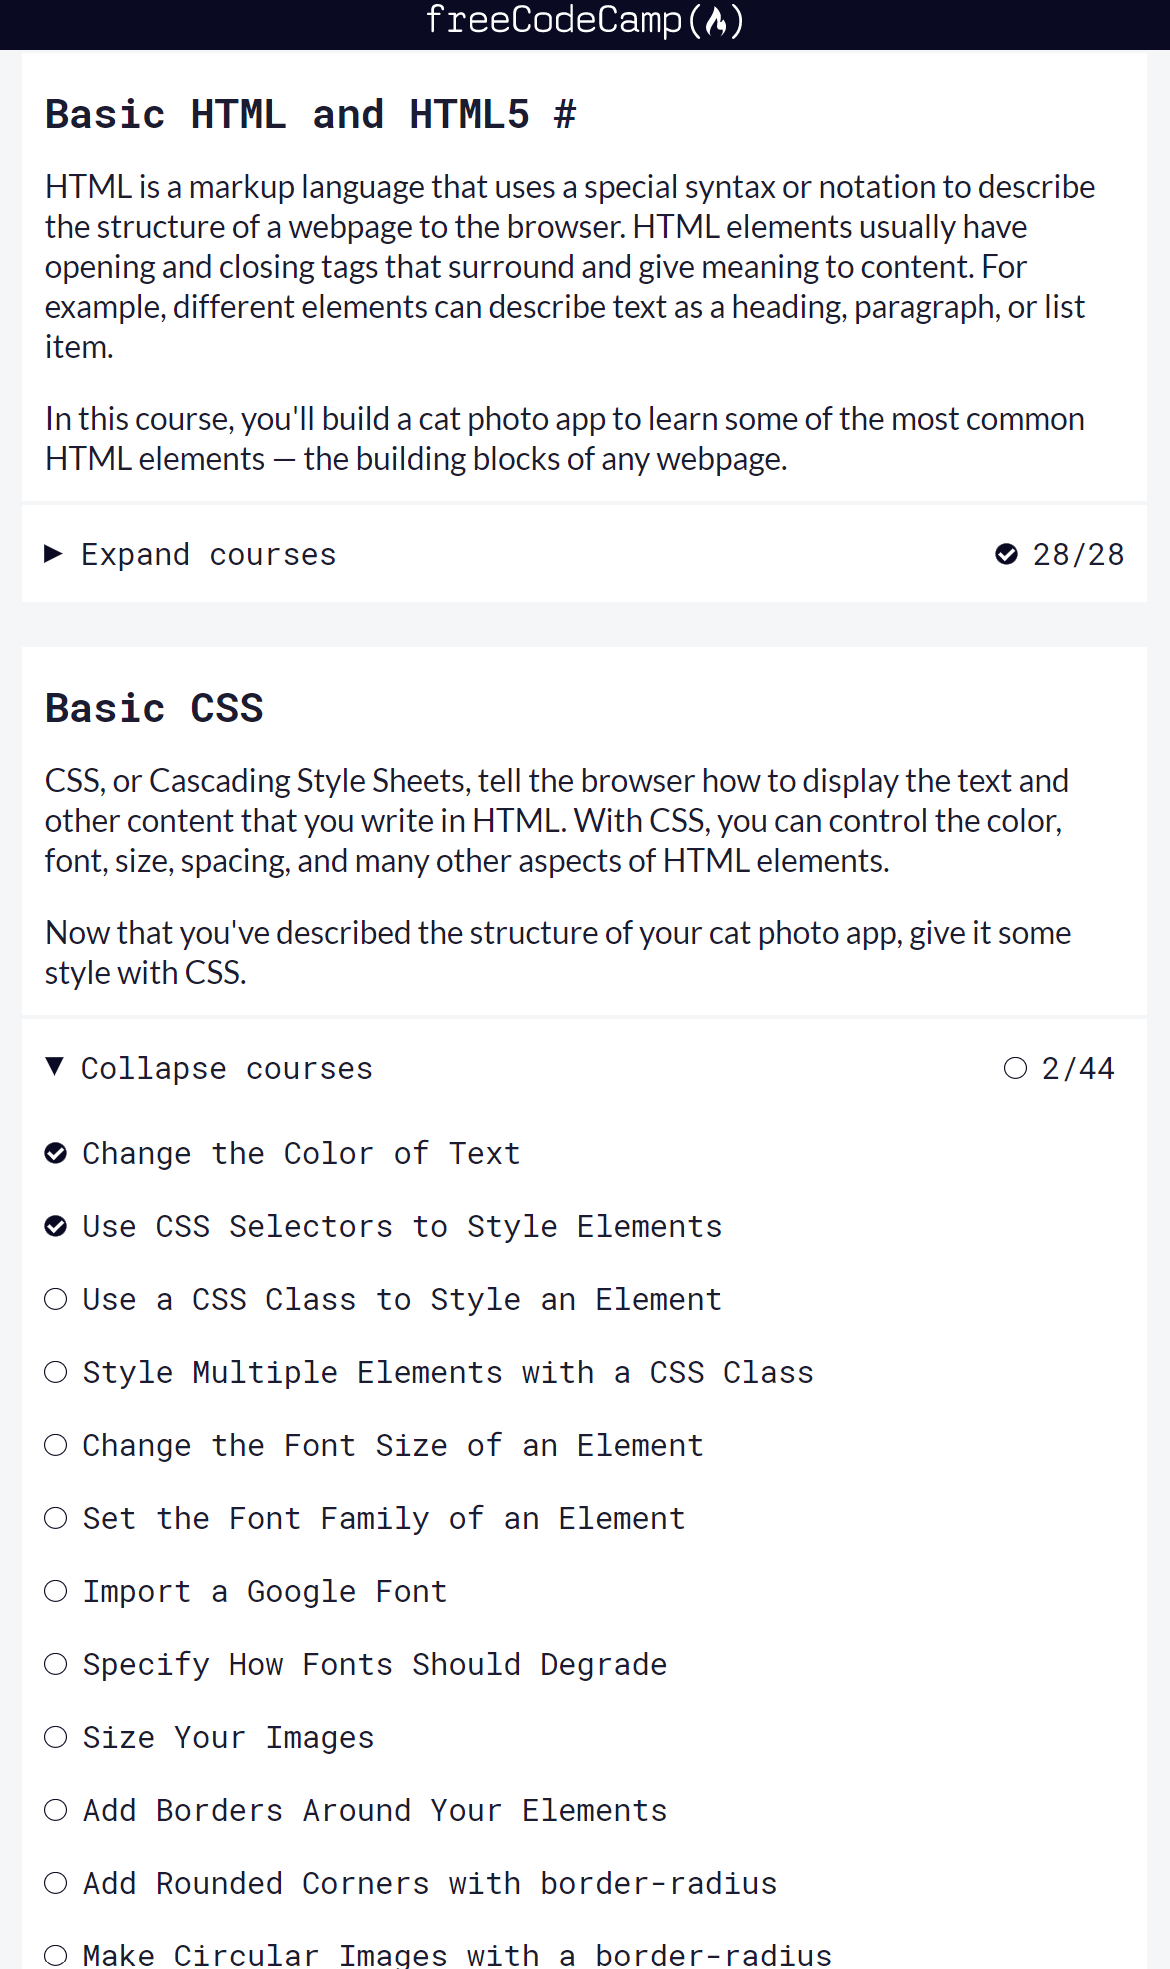 freeCodeCamp
Basic HTML and HTML5 #
HTML is a markup language that uses a special syntax or notation to describe
the structure of a webpage to the browser. HTML elements usually have
opening and closing tags that surround and give meaning to content. For
example, different elements can describe text as a heading, paragraph, or list
item.
In this course, you'll build a cat photo app to learn some of the most common
HTML elements — the building blocks of any webpage.
Expand courses 28/28
Basic CSS
CSS, or Cascading Style Sheets, tell the browser how to display the text and
other content that you write in HTML. With CSS, you can control the color,
font, size, spacing, and many other aspects of HTML elements.
Now that you've described the structure of your cat photo app, give it some
style with CSS.
Collapse courses 2/44
Change the Color of Text
Use CSS Selectors to Style Elements
Use a CSS Class to Style an Element
Style Multiple Elements with a CSS Class
Change the Font Size of an Element
Set the Font Family of an Element
Import a Google Font
Specify How Fonts Should Degrade
Size Your Images
Add Borders Around Your Elements
Add Rounded Corners with border-radius
Make Circular Images with a border-radius